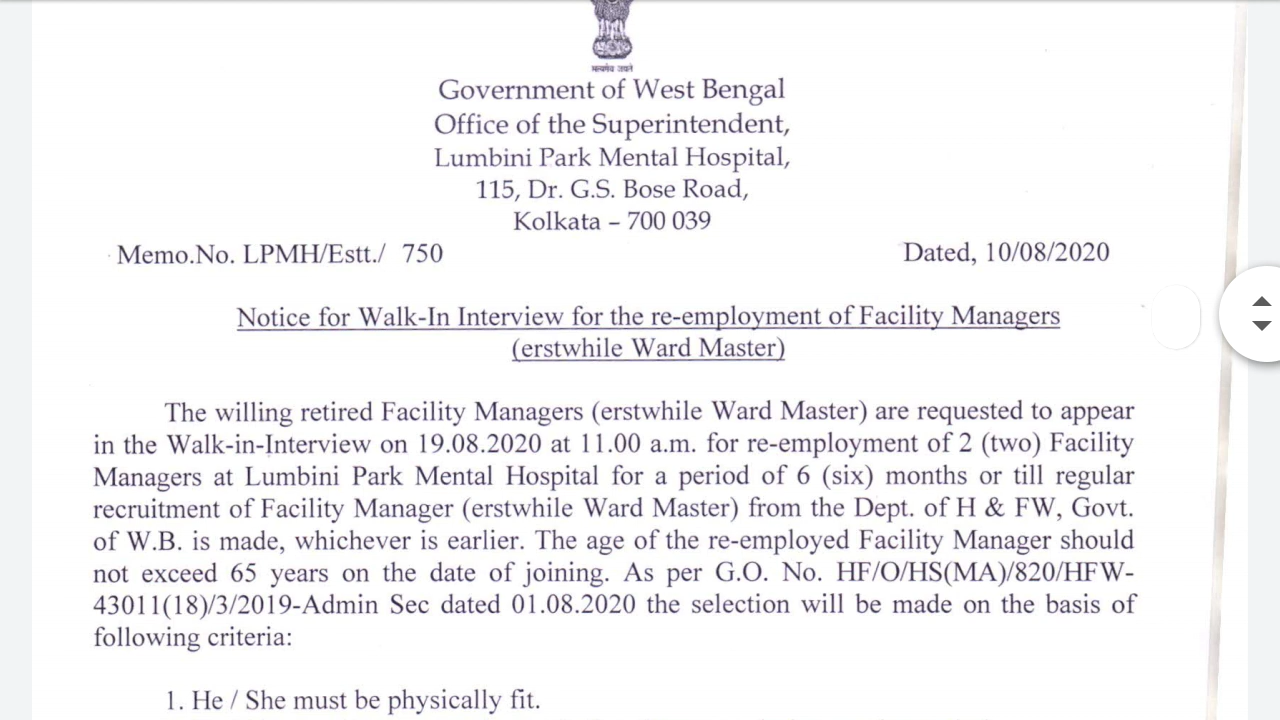 सत्यमेव जयते
Government of West Bengal
Office of the Superintendent,
Lumbini Park Mental Hospital,
115, Dr. G.S. Bose Road,
Kolkata – 700 039
Memo.No. LPMH/Estt./ 750 Dated, 10/08/2020
Notice for Walk-In Interview for the re-employment of Facility Managers
(erstwhile Ward Master)
The willing retired Facility Managers (erstwhile Ward Master) are requested to appear
in the Walk-in-Interview on 19.08.2020 at 11.00 a.m. for re-employment of 2 (two) Facility
Managers at Lumbini Park Mental Hospital for a period of 6 (six) months or till regular
recruitment of Facility Manager (erstwhile Ward Master) from the Dept. of H & FW, Govt.
of W.B. is made, whichever is earlier. The age of the re-employed Facility Manager should
not exceed 65 years on the date of joining. As per G.O. No. HF/O/HS(MA)/820/HFW-
43011(18)/3/2019-Admin Sec dated 01.08.2020 the selection will be made on the basis of
following criteria:
1. He / She must be physically fit.